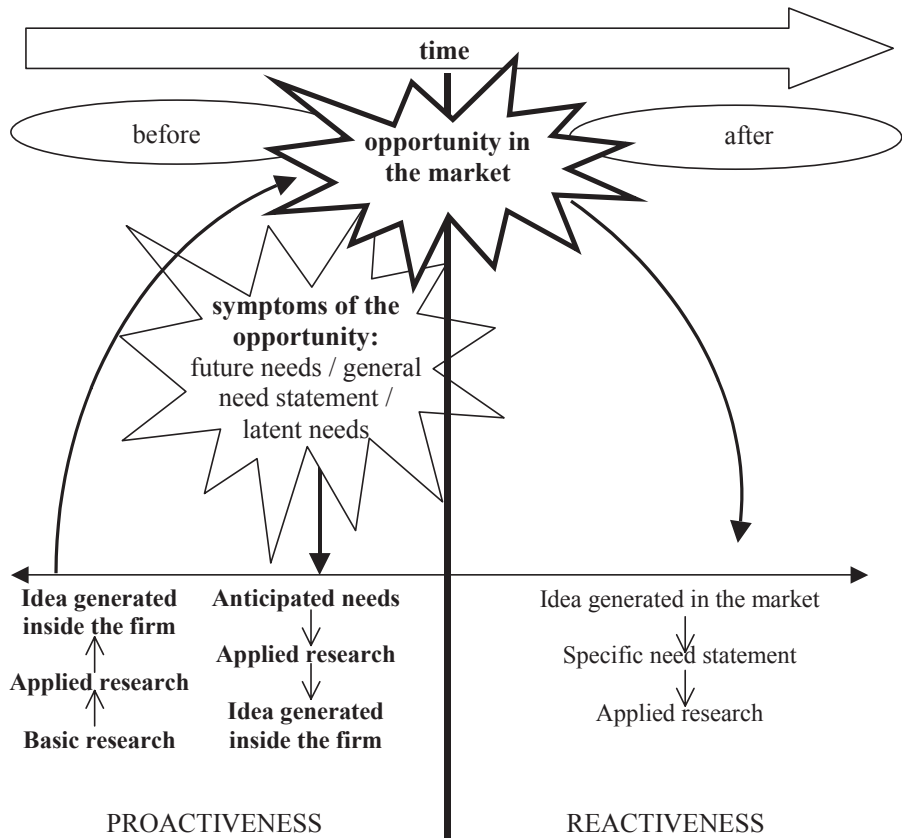 time
before
opportunity in
the market
after
symptoms of the
opportunity:
future needs / general
need statement /
latent needs
Idea generated
inside the firm
Applied research
Basic research
Anticipated needs
Applied research
Idea generated
inside the firm
Idea generated in the market
Specific need statement
Applied research
PROACTIVENESS
REACTIVENESS